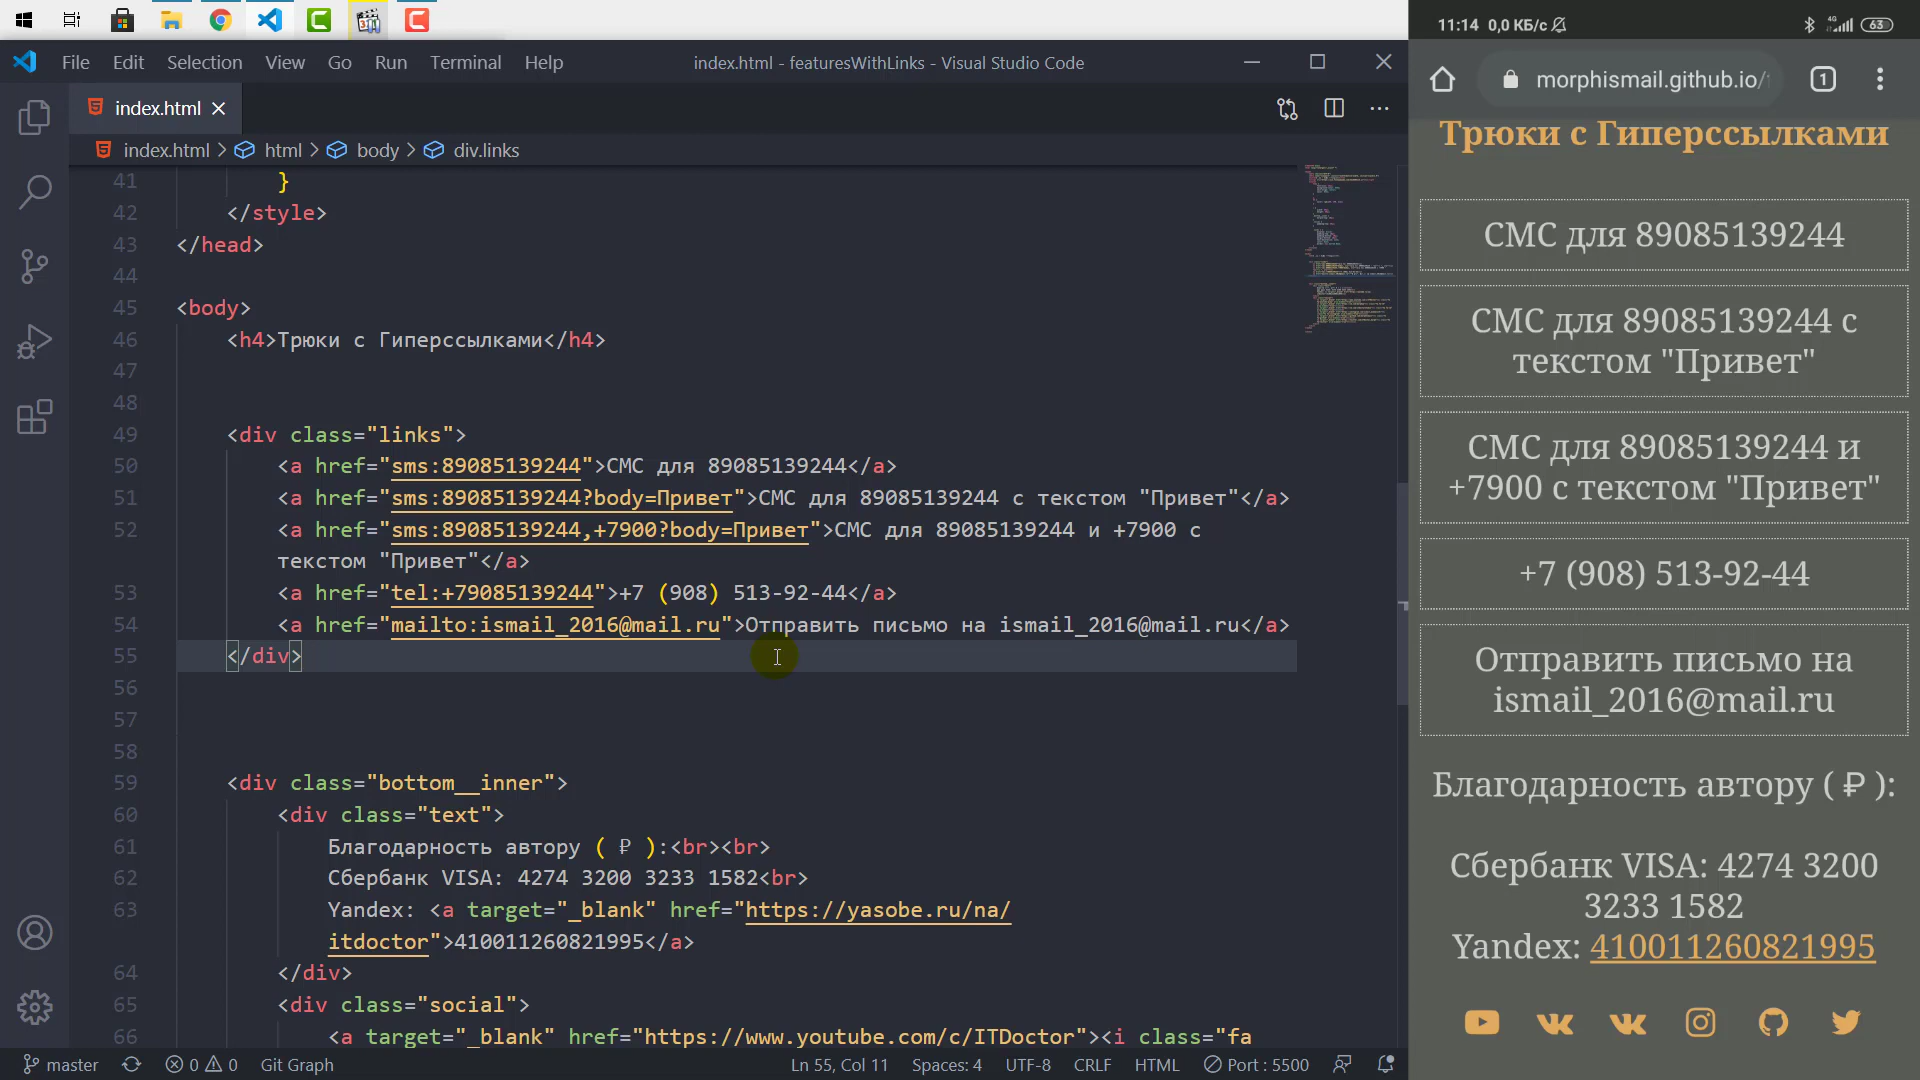 File Edit Selection View Go Run Terminal Help
index.html - featuresWithLinks - Visual Studio Code
index.html
index.html > html > body > div.links
41 }
42 </style>
43 </head>
44
45 <body>
46 <h4>Трюки с Гиперссылками</h4>
47
48
49 <div class="links">
50 <a href="sms:89085139244">СМС для 89085139244</a>
51 <a href="sms:89085139244?body=Привет">СМС для 89085139244 с текстом "Привет"</a>
52 <a href="sms:89085139244,+7900?body=Привет">СМС для 89085139244 и +7900 с
текстом "Привет"</a>
53 <a href="tel:+79085139244">+7 (908) 513-92-44</a>
54 <a href="mailto:ismail_2016@mail.ru">Отправить письмо на ismail_2016@mail.ru</a>
55 </div>
56
57
58
59 <div class="bottom__inner">
60 <div class="text">
61 Благодарность автору ( ₽ ):<br><br>
62 Сбербанк VISA: 4274 3200 3233 1582<br>
63 Yandex: <a target="_blank" href="https://yasobe.ru/na/
itdoctor">410011260821995</a>
64 </div>
65 <div class="social">
66 <a target="_blank" href="https://www.youtube.com/c/ITDoctor"><i class="fa
master 0 0 Git Graph Ln 55, Col 11 Spaces: 4 UTF-8 CRLF HTML Port : 5500
11:14 0,0 КБ/с 4G 63
morphismail.github.io/
1
Трюки с Гиперссылками
СМС для 89085139244
СМС для 89085139244 с
текстом "Привет"
СМС для 89085139244 и
+7900 с текстом "Привет"
+7 (908) 513-92-44
Отправить письмо на
ismail_2016@mail.ru
Благодарность автору ( ₽ ):
Сбербанк VISA: 4274 3200
3233 1582
Yandex: 410011260821995